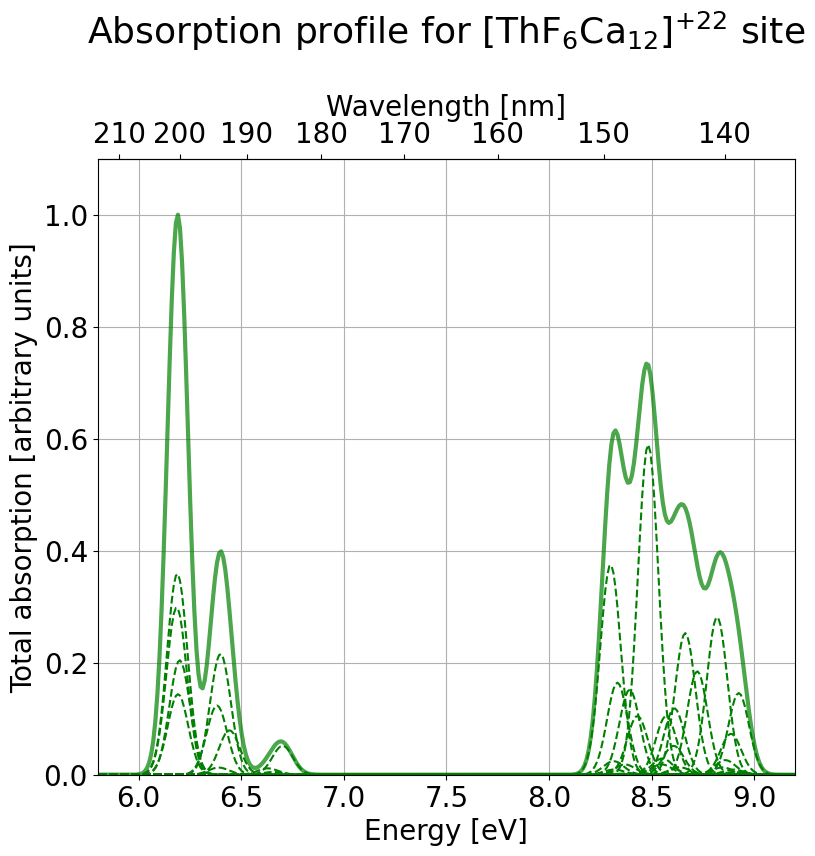 Absorption profile for [ThF₆Ca₁₂]⁺²² site
Wavelength [nm]
210 200 190 180 170 160 150 140
Total absorption [arbitrary units]
1.0
0.8
0.6
0.4
0.2
0.0
6.0 6.5 7.0 7.5 8.0 8.5 9.0
Energy [eV]